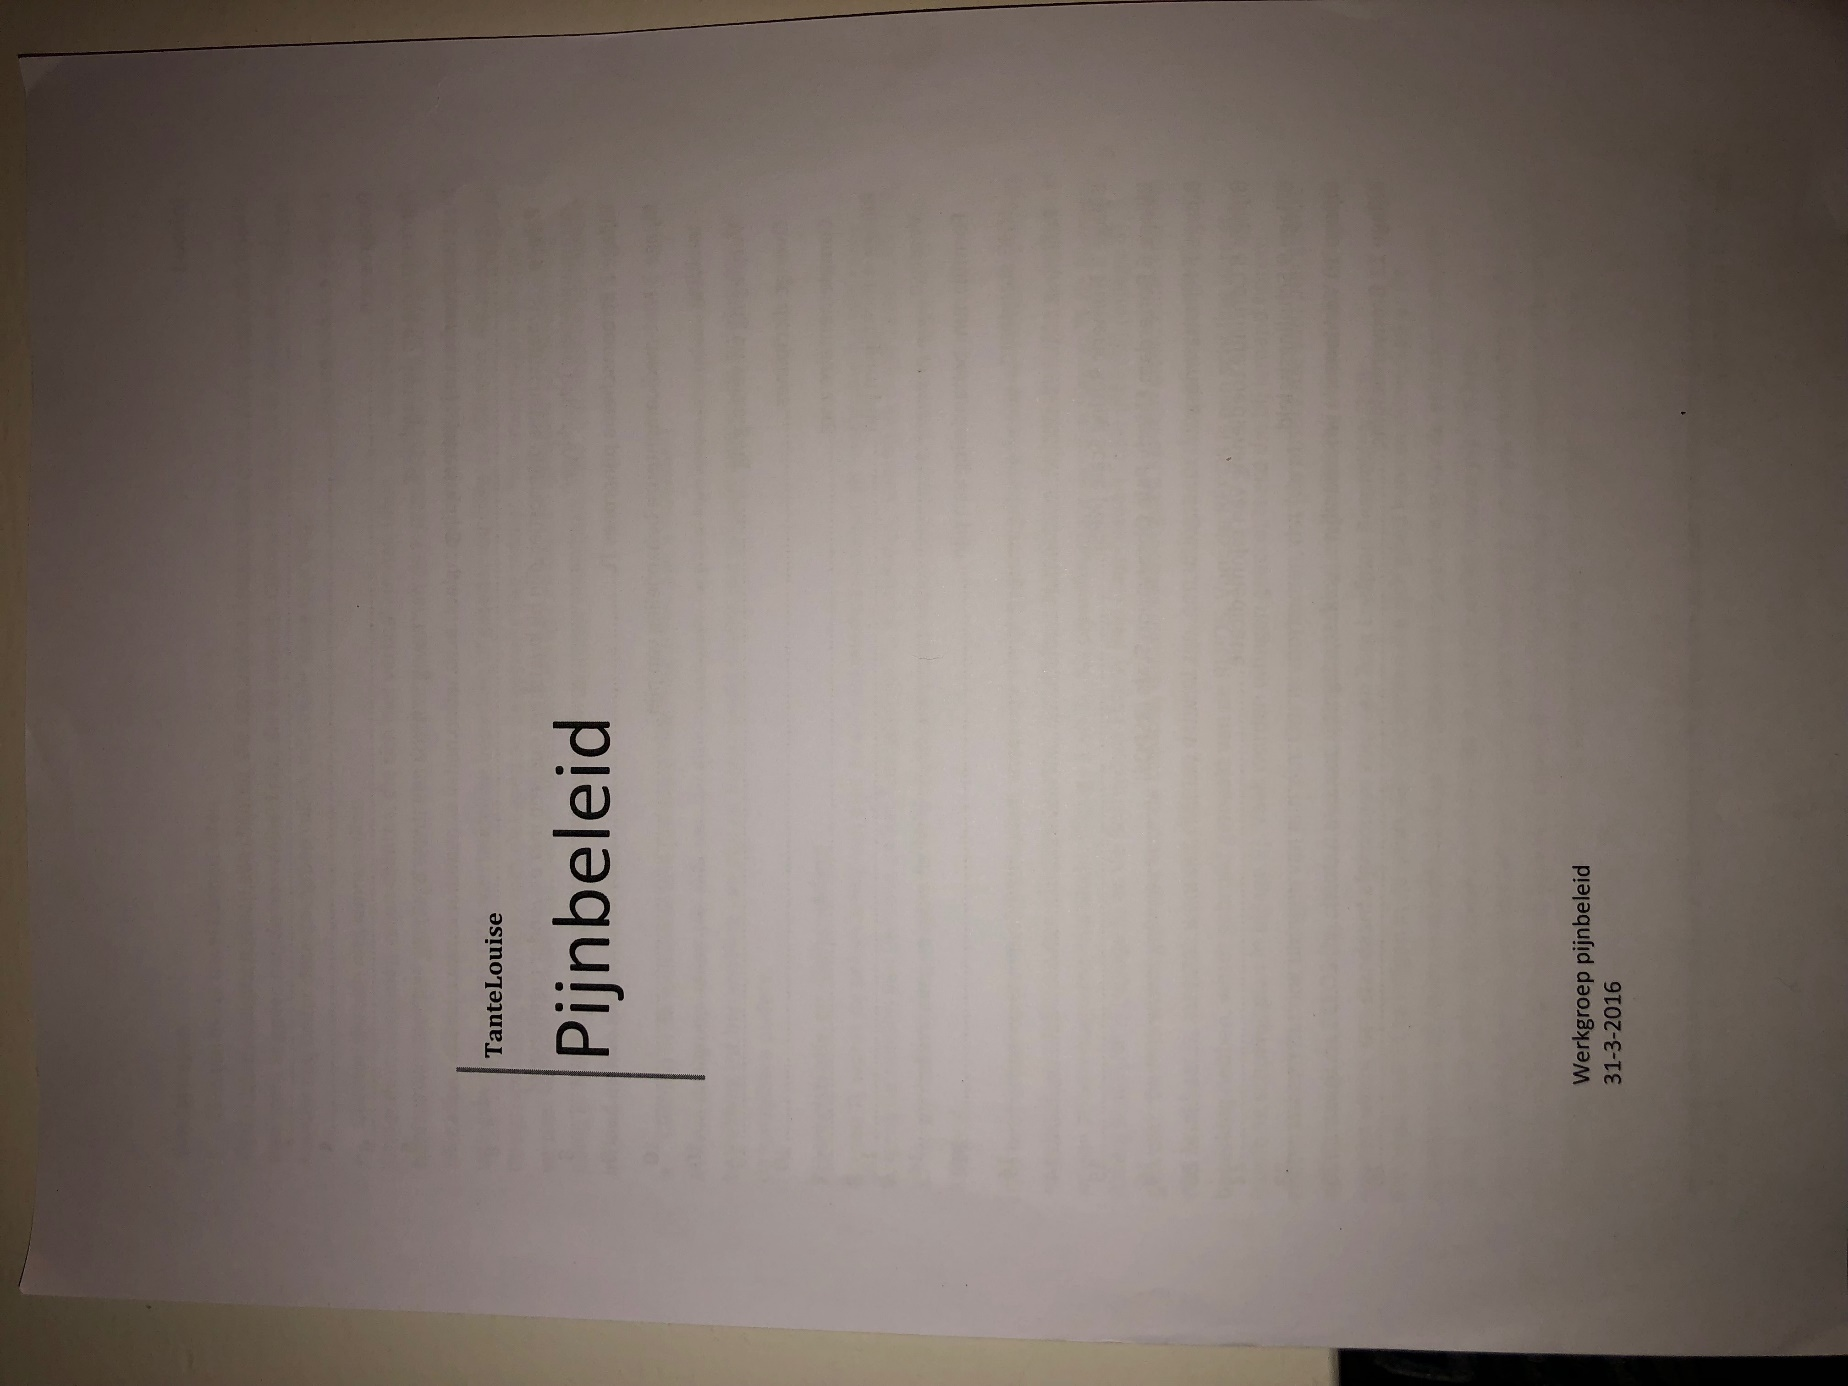 TanteLouise
Pijnbeleid
Werkgroep pijnbeleid
31-3-2016